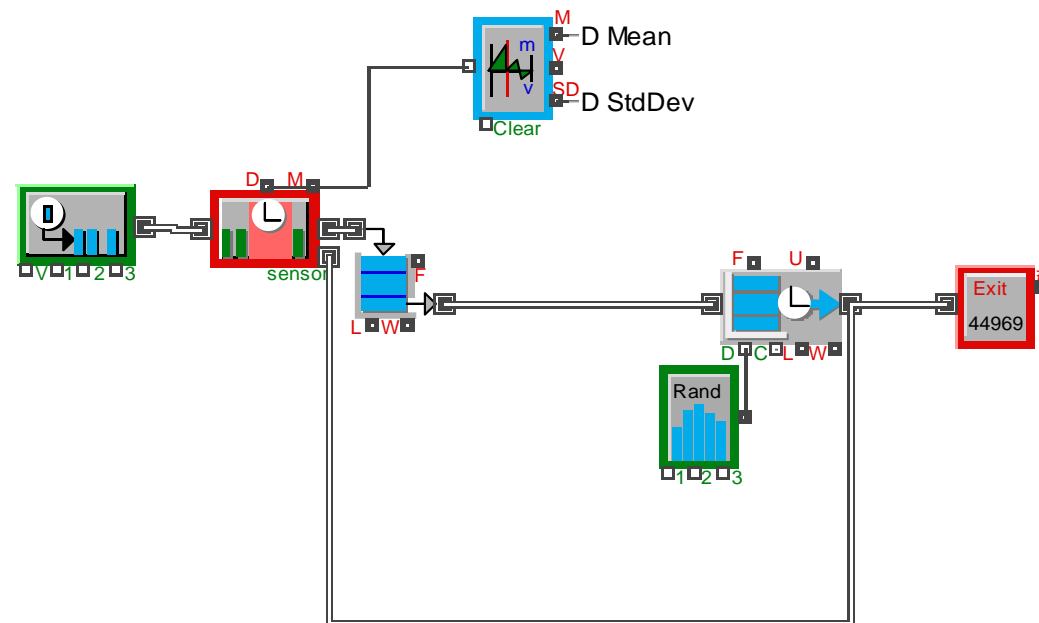 M
D Mean
m
V
v
SD
D StdDev
Clear
D M
sensor
V 1 2 3
F
L W
F U
D C L W
Exit
44969
Rand
1 2 3